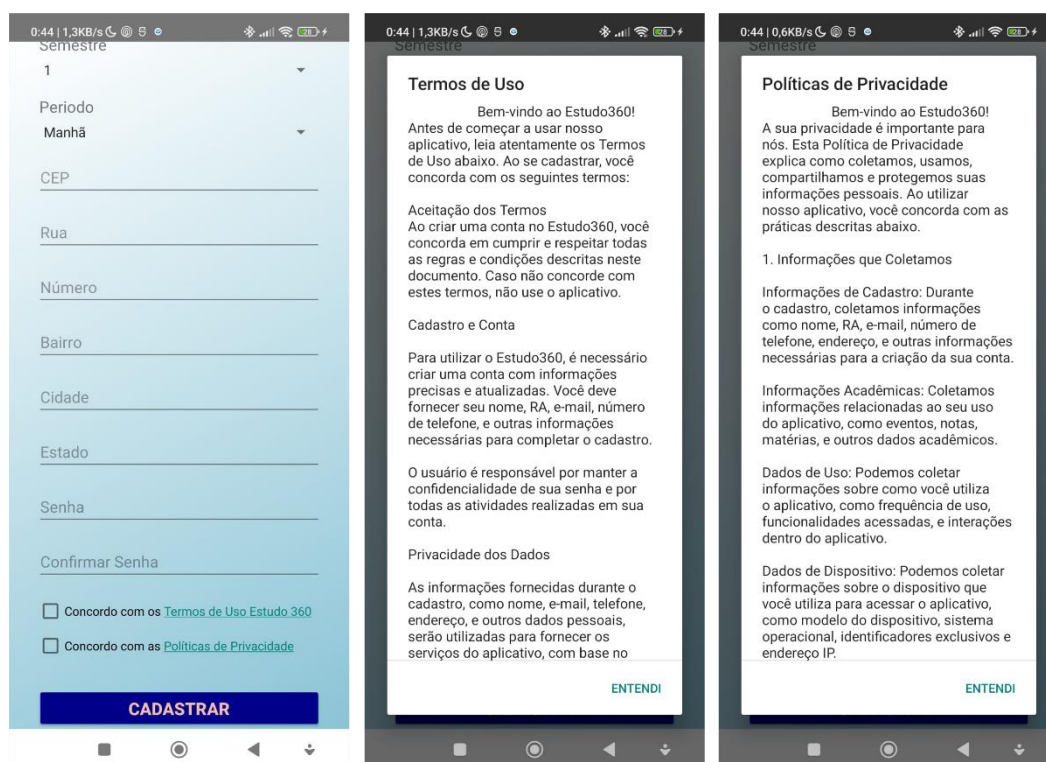 0:44 | 1,3KB/s
28
Semestre
1
Periodo
Manhã
CEP
Rua
Número
Bairro
Cidade
Estado
Senha
Confirmar Senha
Concordo com os Termos de Uso Estudo 360
Concordo com as Políticas de Privacidade
CADASTRAR
0:44 | 1,3KB/s
28
Semestre
Termos de Uso
Bem-vindo ao Estudo360!
Antes de começar a usar nosso
aplicativo, leia atentamente os Termos
de Uso abaixo. Ao se cadastrar, você
concorda com os seguintes termos:
Aceitação dos Termos
Ao criar uma conta no Estudo360, você
concorda em cumprir e respeitar todas
as regras e condições descritas neste
documento. Caso não concorde com
estes termos, não use o aplicativo.
Cadastro e Conta
Para utilizar o Estudo360, é necessário
criar uma conta com informações
precisas e atualizadas. Você deve
fornecer seu nome, RA, e-mail, número
de telefone, e outras informações
necessárias para completar o cadastro.
O usuário é responsável por manter a
confidencialidade de sua senha e por
todas as atividades realizadas em sua
conta.
Privacidade dos Dados
As informações fornecidas durante o
cadastro, como nome, e-mail, telefone,
endereço, e outros dados pessoais,
serão utilizadas para fornecer os
serviços do aplicativo, com base no
ENTENDI
0:44 | 0,6KB/s
28
Semestre
Políticas de Privacidade
Bem-vindo ao Estudo360!
A sua privacidade é importante para
nós. Esta Política de Privacidade
explica como coletamos, usamos,
compartilhamos e protegemos suas
informações pessoais. Ao utilizar
nosso aplicativo, você concorda com as
práticas descritas abaixo.
1. Informações que Coletamos
Informações de Cadastro: Durante
o cadastro, coletamos informações
como nome, RA, e-mail, número de
telefone, endereço, e outras informações
necessárias para a criação da sua conta.
Informações Acadêmicas: Coletamos
informações relacionadas ao seu uso
do aplicativo, como eventos, notas,
matérias, e outros dados acadêmicos.
Dados de Uso: Podemos coletar
informações sobre como você utiliza
o aplicativo, como frequência de uso,
funcionalidades acessadas, e interações
dentro do aplicativo.
Dados de Dispositivo: Podemos coletar
informações sobre o dispositivo que
você utiliza para acessar o aplicativo,
como modelo do dispositivo, sistema
operacional, identificadores exclusivos e
endereço IP.
ENTENDI